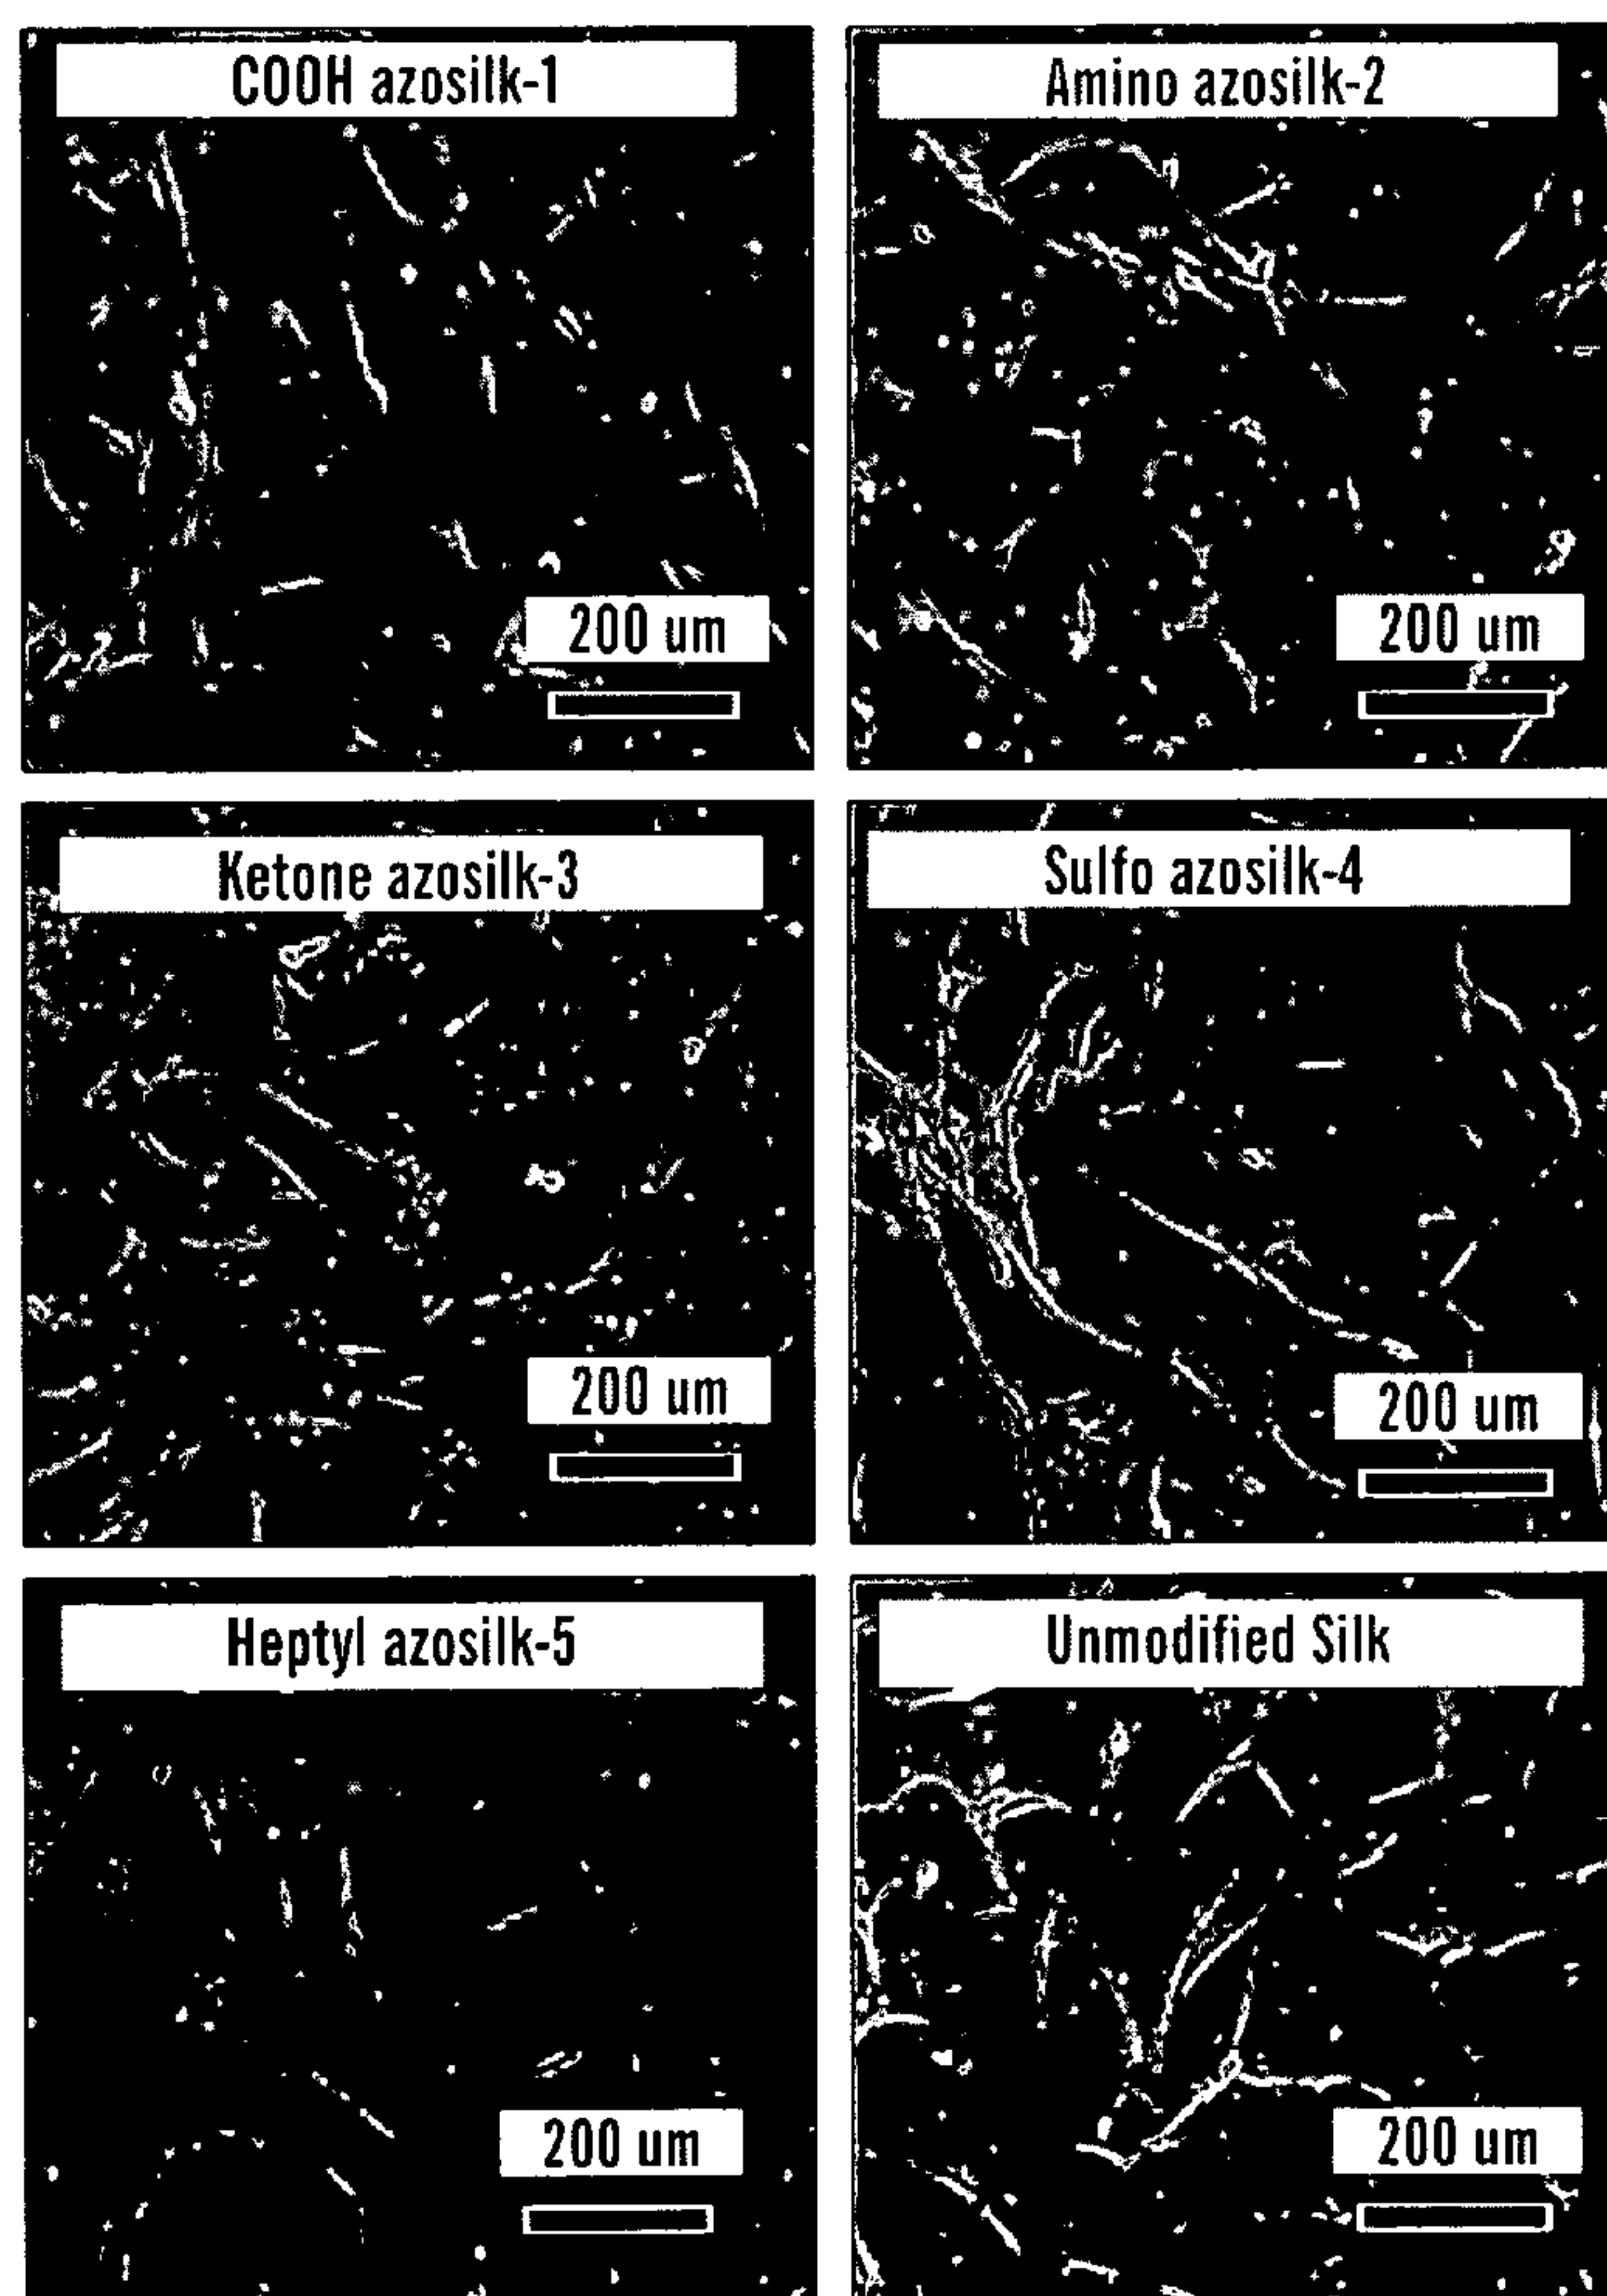 COOH azosilk-1
200 um
Amino azosilk-2
200 um
Ketone azosilk-3
200 um
Sulfo azosilk-4
200 um
Heptyl azosilk-5
200 um
Unmodified Silk
200 um